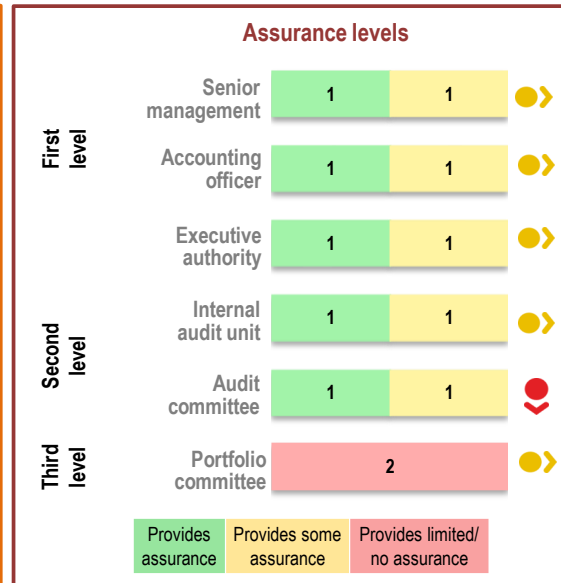 Assurance levels
First
level
Senior
management
1
1
Accounting
officer
1
1
Executive
authority
1
1
Second
level
Internal
audit unit
1
1
Audit
committee
1
1
Third
level
Portfolio
committee
2
Provides
assurance
Provides some
assurance
Provides limited/
no assurance